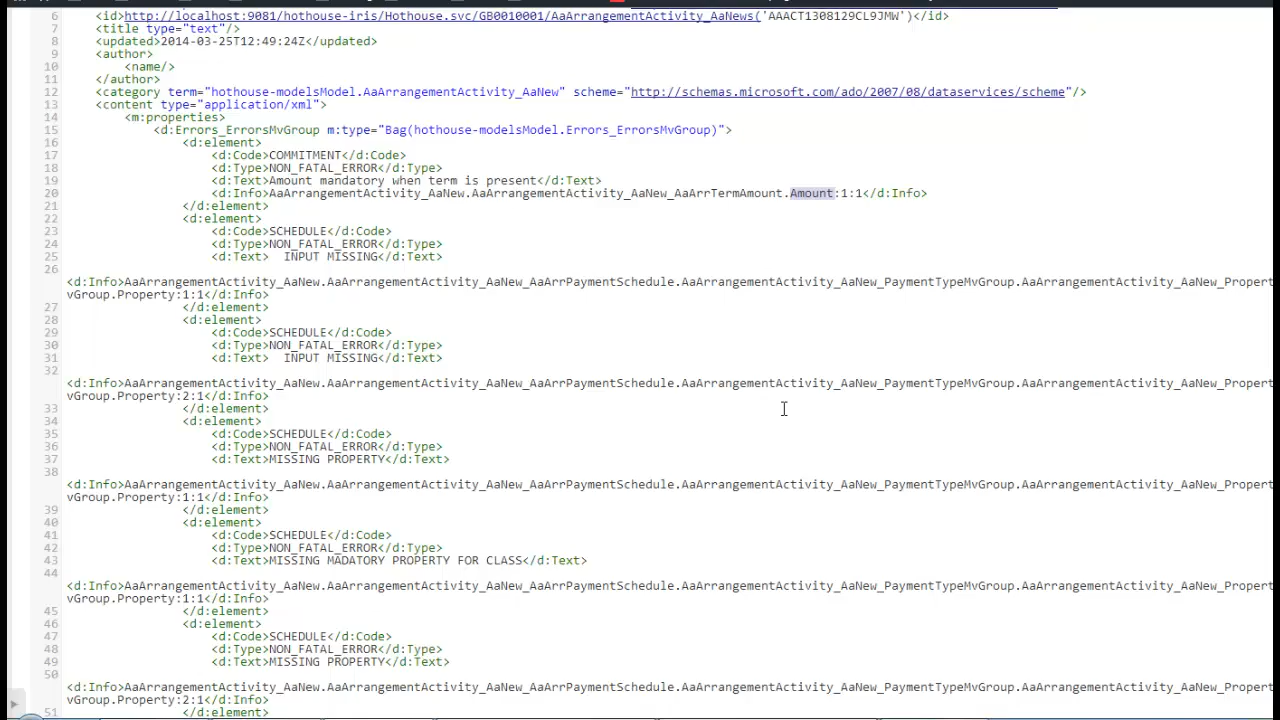 6 <id>http://localhost:9081/hothouse-iris/Hothouse.svc/GB0010001/AaArrangementActivity_AaNews('AAACT1308129CL9JMW')</id>
7 <title type="text"/>
8 <updated>2014-03-25T12:49:24Z</updated>
9 <author>
10 <name/>
11 </author>
12 <category term="hothouse-modelsModel.AaArrangementActivity_AaNew" scheme="http://schemas.microsoft.com/ado/2007/08/dataservices/scheme"/>
13 <content type="application/xml">
14 <m:properties>
15 <d:Errors_ErrorsMvGroup m:type="Bag(hothouse-modelsModel.Errors_ErrorsMvGroup)">
16 <d:element>
17 <d:Code>COMMITMENT</d:Code>
18 <d:Type>NON_FATAL_ERROR</d:Type>
19 <d:Text>Amount mandatory when term is present</d:Text>
20 <d:Info>AaArrangementActivity_AaNew.AaArrangementActivity_AaNew_AaArrTermAmount.Amount:1:1</d:Info>
21 </d:element>
22 <d:element>
23 <d:Code>SCHEDULE</d:Code>
24 <d:Type>NON_FATAL_ERROR</d:Type>
25 <d:Text>  INPUT MISSING</d:Text>
26
<d:Info>AaArrangementActivity_AaNew.AaArrangementActivity_AaNew_AaArrPaymentSchedule.AaArrangementActivity_AaNew_PaymentTypeMvGroup.AaArrangementActivity_AaNew_Propert
vGroup.Property:1:1</d:Info>
27 </d:element>
28 <d:element>
29 <d:Code>SCHEDULE</d:Code>
30 <d:Type>NON_FATAL_ERROR</d:Type>
31 <d:Text>  INPUT MISSING</d:Text>
32
<d:Info>AaArrangementActivity_AaNew.AaArrangementActivity_AaNew_AaArrPaymentSchedule.AaArrangementActivity_AaNew_PaymentTypeMvGroup.AaArrangementActivity_AaNew_Propert
vGroup.Property:2:1</d:Info>
33 </d:element>
34 <d:element>
35 <d:Code>SCHEDULE</d:Code>
36 <d:Type>NON_FATAL_ERROR</d:Type>
37 <d:Text>MISSING PROPERTY</d:Text>
38
<d:Info>AaArrangementActivity_AaNew.AaArrangementActivity_AaNew_AaArrPaymentSchedule.AaArrangementActivity_AaNew_PaymentTypeMvGroup.AaArrangementActivity_AaNew_Propert
vGroup.Property:1:1</d:Info>
39 </d:element>
40 <d:element>
41 <d:Code>SCHEDULE</d:Code>
42 <d:Type>NON_FATAL_ERROR</d:Type>
43 <d:Text>MISSING MADATORY PROPERTY FOR CLASS</d:Text>
44
<d:Info>AaArrangementActivity_AaNew.AaArrangementActivity_AaNew_AaArrPaymentSchedule.AaArrangementActivity_AaNew_PaymentTypeMvGroup.AaArrangementActivity_AaNew_Propert
vGroup.Property:1:1</d:Info>
45 </d:element>
46 <d:element>
47 <d:Code>SCHEDULE</d:Code>
48 <d:Type>NON_FATAL_ERROR</d:Type>
49 <d:Text>MISSING PROPERTY</d:Text>
50
<d:Info>AaArrangementActivity_AaNew.AaArrangementActivity_AaNew_AaArrPaymentSchedule.AaArrangementActivity_AaNew_PaymentTypeMvGroup.AaArrangementActivity_AaNew_Propert
vGroup.Property:2:1</d:Info>
51 </d:element>